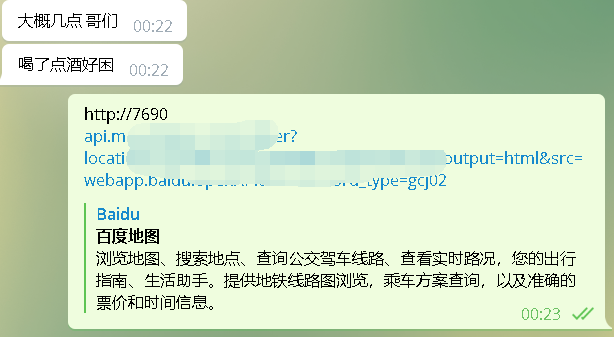 大概几点 哥们 00:22
喝了点酒好困 00:22
http://7690
api.m er?
locati output=html&src=
webapp.baidu. rd_type=gcj02
Baidu
百度地图
浏览地图、搜索地点、查询公交驾车线路、查看实时路况，您的出行
指南、生活助手。提供地铁线路图浏览，乘车方案查询，以及准确的
票价和时间信息。
00:23